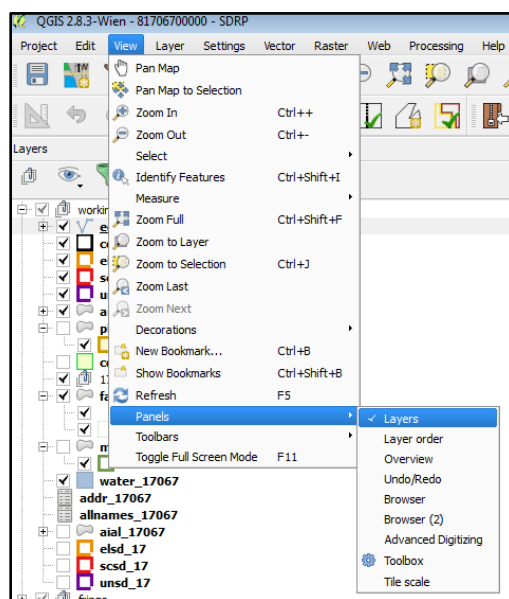 QGIS 2.8.3-Wien - 81706700000 - SDRP
Project Edit View Layer Settings Vector Raster Web Processing Help
Pan Map
Pan Map to Selection
Zoom In Ctrl++
Zoom Out Ctrl+-
Layers
Select
Identify Features Ctrl+Shift+I
Measure
Zoom Full Ctrl+Shift+F
Zoom to Layer
Zoom to Selection Ctrl+J
Zoom Last
Zoom Next
Decorations
New Bookmark... Ctrl+B
Show Bookmarks Ctrl+Shift+B
Refresh F5
Panels
Toolbars
Toggle Full Screen Mode F11
Layers
Layer order
Overview
Undo/Redo
Browser
Browser (2)
Advanced Digitizing
Toolbox
Tile scale
water_17067
addr_17067
allnames_17067
aial_17067
elsd_17
scsd_17
unsd_17